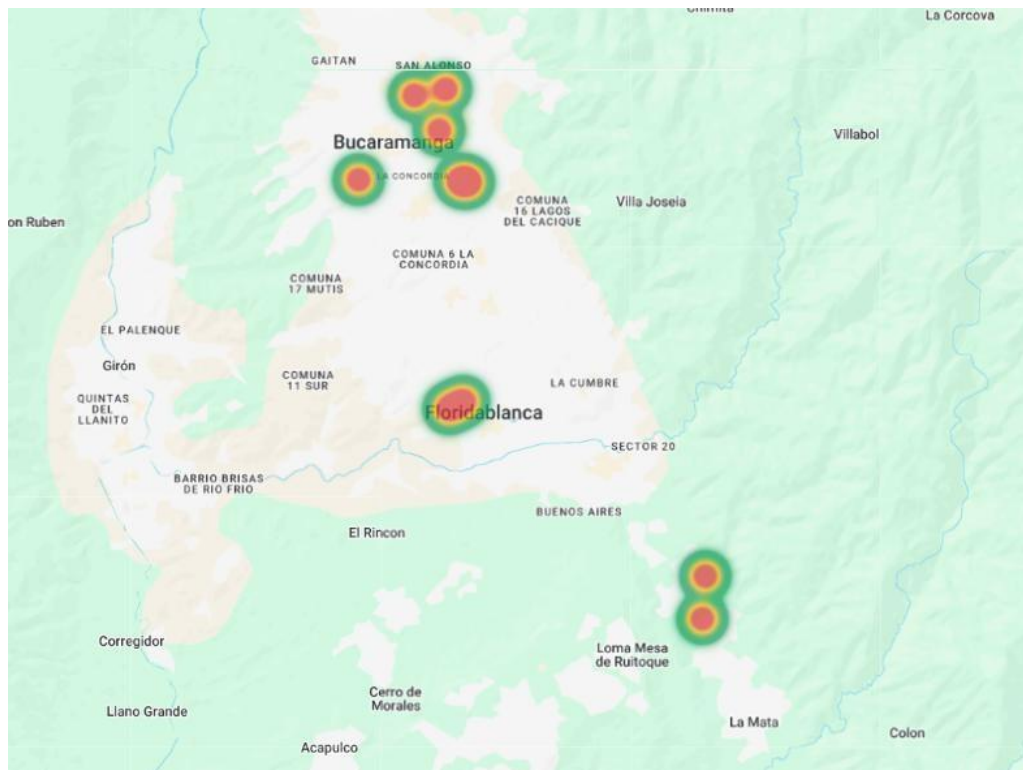 La Corcova
GAITAN
SAN ALONSO
Villabol
Bucaramanga
LA CONCORDIA
COMUNA
16 LAGOS
DEL CACIQUE
Villa Joseia
on Ruben
COMUNA 6 LA
CONCORDIA
COMUNA
17 MUTIS
EL PALENQUE
Girón
COMUNA
11 SUR
LA CUMBRE
QUINTAS
DEL
LLANITO
Floridablanca
SECTOR 20
BARRIO BRISAS
DE RIO FRIO
BUENOS AIRES
El Rincon
Corregidor
Loma Mesa
de Ruitoque
Cerro de
Morales
Llano Grande
La Mata
Colon
Acapulco